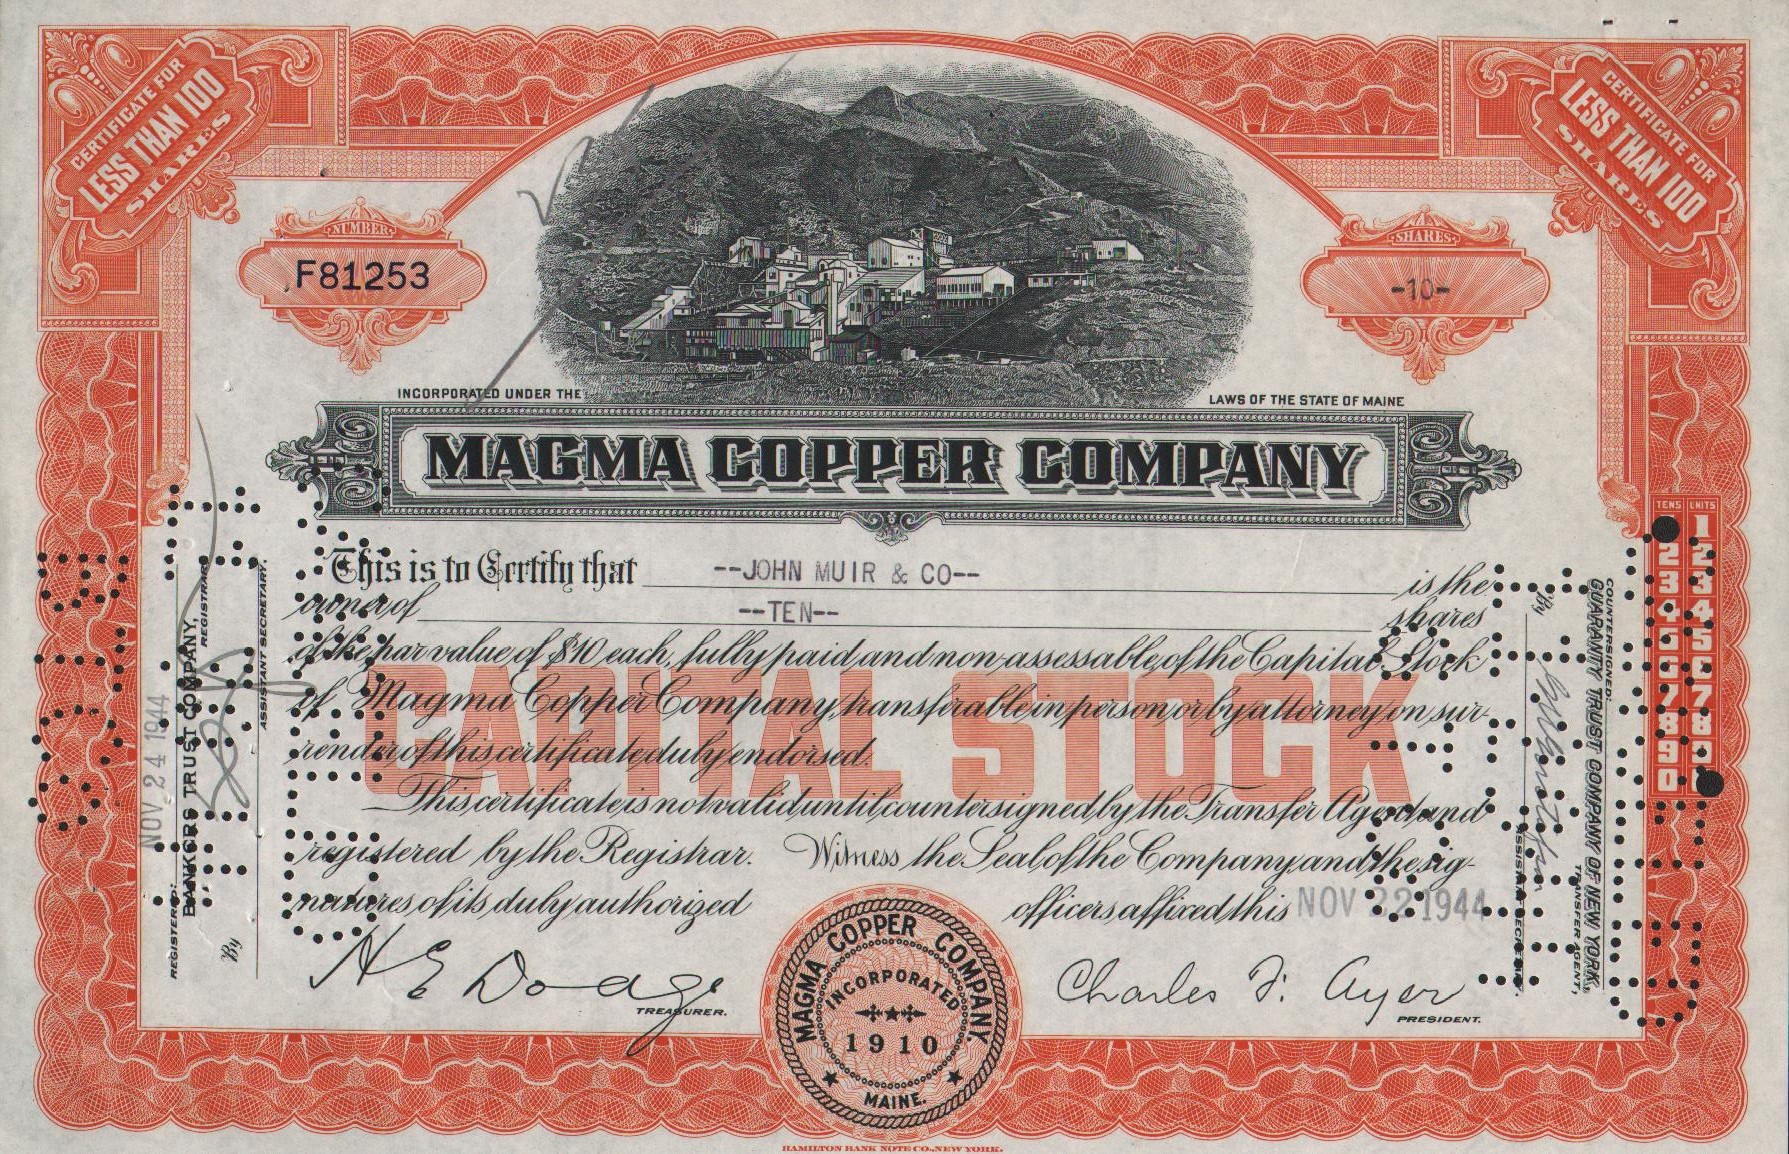 CERTIFICATE FOR
LESS THAN 100
SHARES
CERTIFICATE FOR
LESS THAN 100
SHARES
NUMBER
F81253
SHARES
-10-
INCORPORATED UNDER THE LAWS OF THE STATE OF MAINE
MAGMA COPPER COMPANY
This is to Certify that --JOHN MUIR & CO-- is the
owner of --TEN-- shares
of the par value of $10 each, fully paid and non-assessable, of the Capital Stock
of Magma Copper Company, transferable in person or by attorney on sur-
render of this certificate duly endorsed.
CAPITAL STOCK
This certificate is not valid until countersigned by the Transfer Agent and
registered by the Registrar. Witness the Seal of the Company and the sig-
natures of its duly authorized officers affixed this NOV 22 1944
H E Dodge
TREASURER.
MAGMA COPPER COMPANY.
INCORPORATED
1910
MAINE.
Charles F. Ayer
PRESIDENT.
NOV 24 1944
REGISTERED:
BANKERS TRUST COMPANY,
REGISTRAR.
By
ASSISTANT SECRETARY.
COUNTERSIGNED:
GUARANTY TRUST COMPANY OF NEW YORK,
TRANSFER AGENT,
By
ASSISTANT SECRETARY.
TENS UNITS
1
2 2
3 3
4 4
5 5
6 6
7 7
8 8
9 9
0
HAMILTON BANK NOTE CO., NEW YORK.